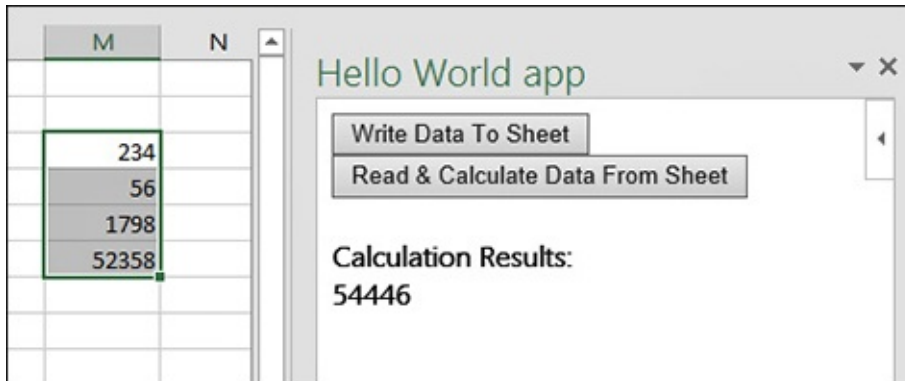 M N
234
56
1798
52358
Hello World app
Write Data To Sheet
Read & Calculate Data From Sheet
Calculation Results:
54446